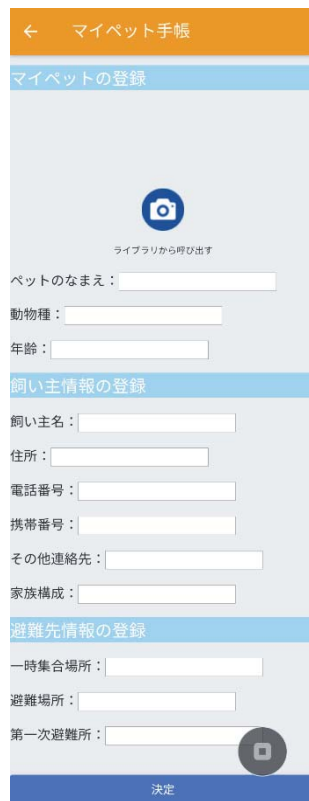 マイペット手帳
マイペットの登録
ライブラリから呼び出す
ペットのなまえ：
動物種：
年齢：
飼い主情報の登録
飼い主名：
住所：
電話番号：
携帯番号：
その他連絡先：
家族構成：
避難先情報の登録
一時集合場所：
避難場所：
第一次避難所：
決定